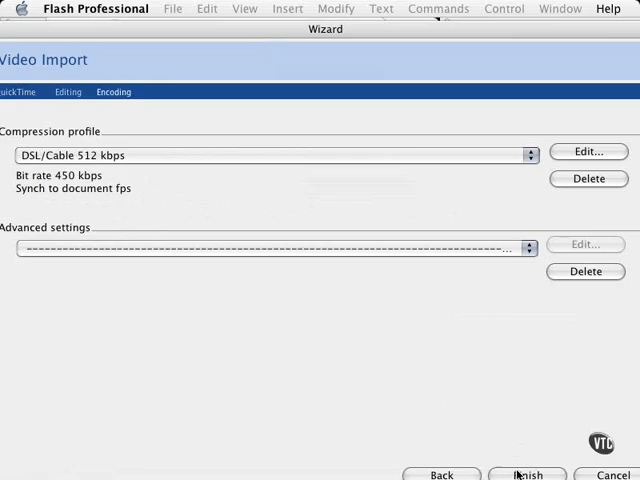 Flash Professional File Edit View Insert Modify Text Commands Control Window Help
Wizard
Video Import
uickTime Editing Encoding
Compression profile
DSL/Cable 512 kbps
Edit...
Bit rate 450 kbps
Delete
Synch to document fps
Advanced settings
--------------------------------------------------------------------------------...
Edit...
Delete
VTC
Back Finish Cancel